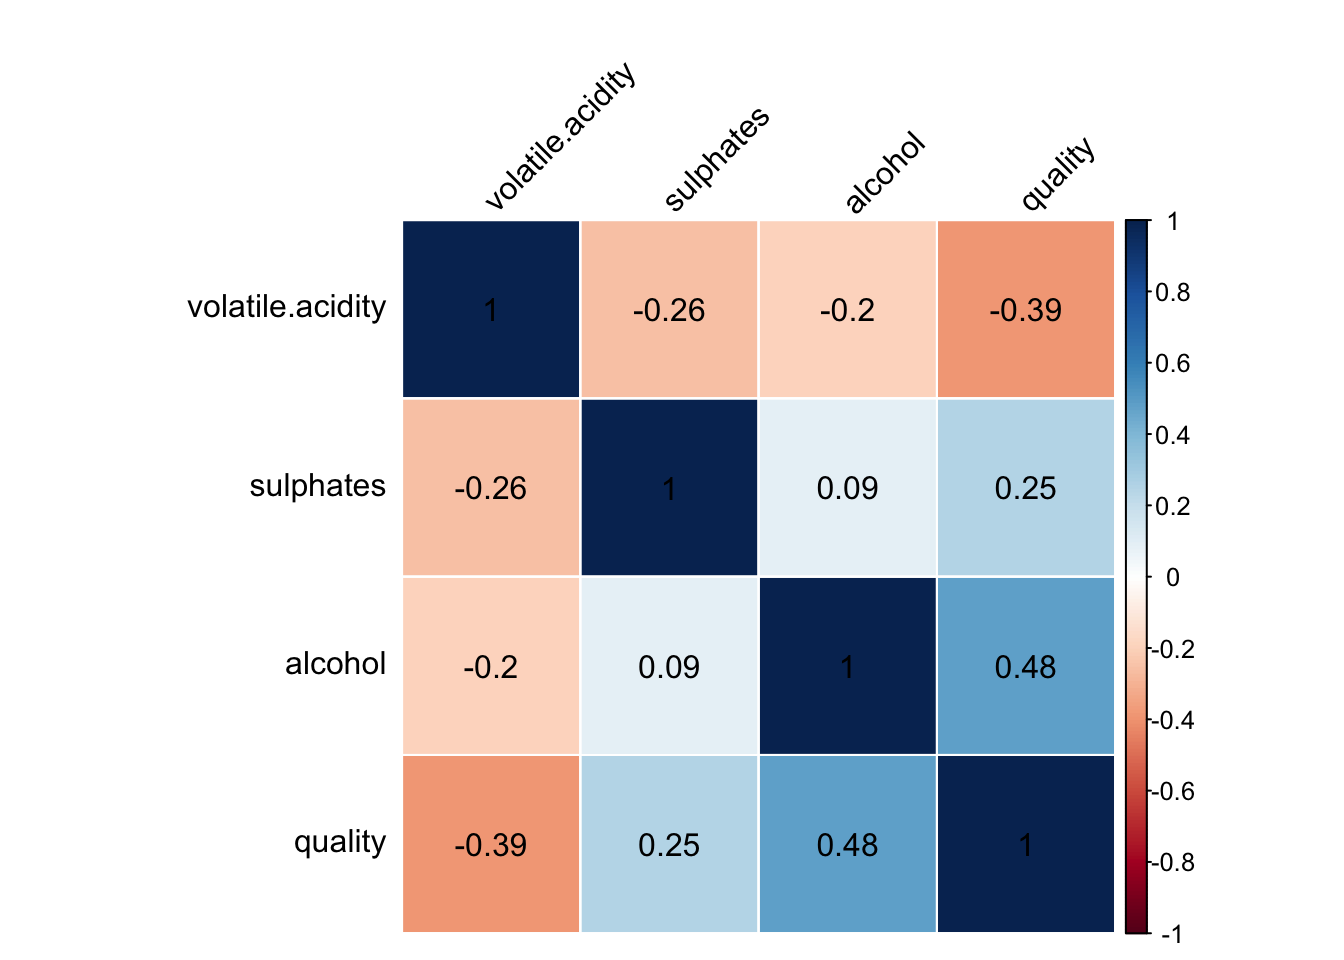 volatile.acidity sulphates alcohol quality
volatile.acidity 1 -0.26 -0.2 -0.39
sulphates -0.26 1 0.09 0.25
alcohol -0.2 0.09 1 0.48
quality -0.39 0.25 0.48 1
1
0.8
0.6
0.4
0.2
0
-0.2
-0.4
-0.6
-0.8
-1